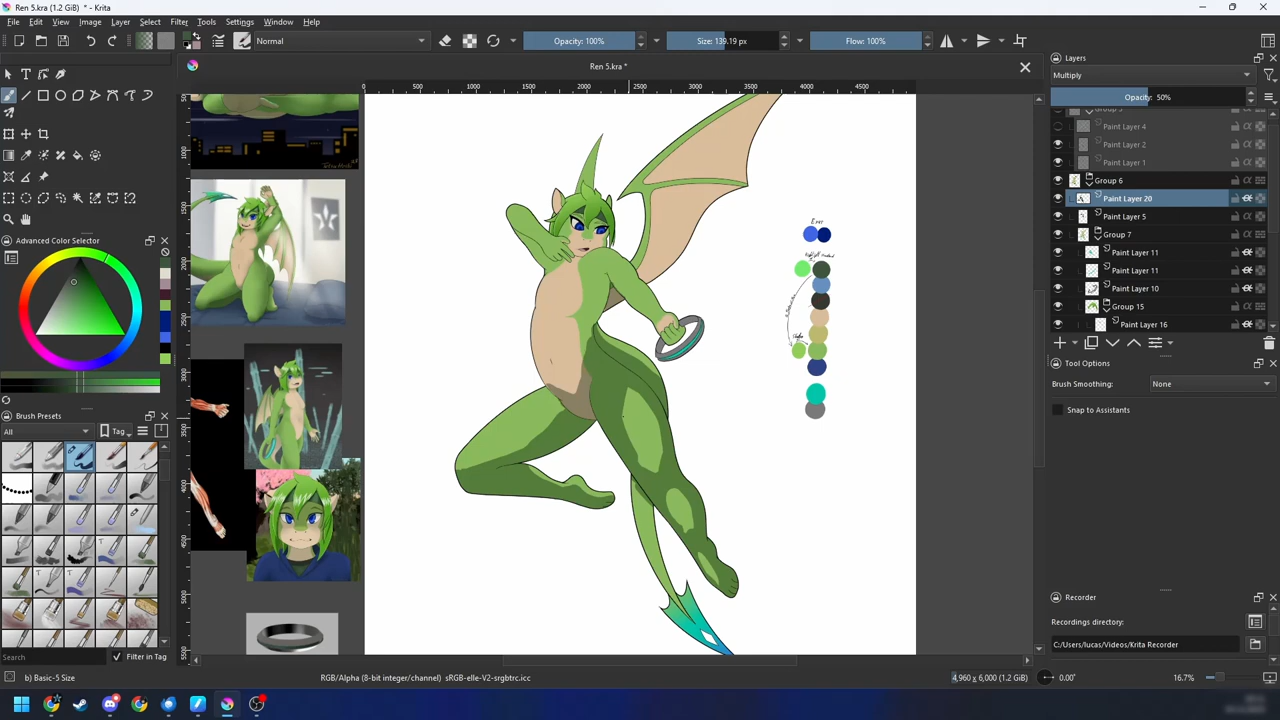 Ren 5.kra (1.2 GiB) * - Krita
File Edit View Image Layer Select Filter Tools Settings Window Help
Normal
Opacity: 100%
Size: 139.19 px
Flow: 100%
Ren 5.kra *
Layers
Multiply
Opacity: 50%
Paint Layer 4
Paint Layer 2
Paint Layer 1
Group 6
Paint Layer 20
Paint Layer 5
Group 7
Paint Layer 11
Paint Layer 11
Paint Layer 10
Group 15
Paint Layer 16
Tool Options
Brush Smoothing: None
Snap to Assistants
Recorder
Recordings directory:
C:/Users/lucas/Videos/Krita Recorder
Advanced Color Selector
Brush Presets
All
Tag
Search
Filter in Tag
0 500 1000 1500 2000 2500 3000 3500 4000 4500
Eyes
b) Basic-5 Size
RGB/Alpha (8-bit integer/channel) sRGB-elle-V2-srgbtrc.icc
4,960 x 6,000 (1.2 GiB)
0.00°
16.7%